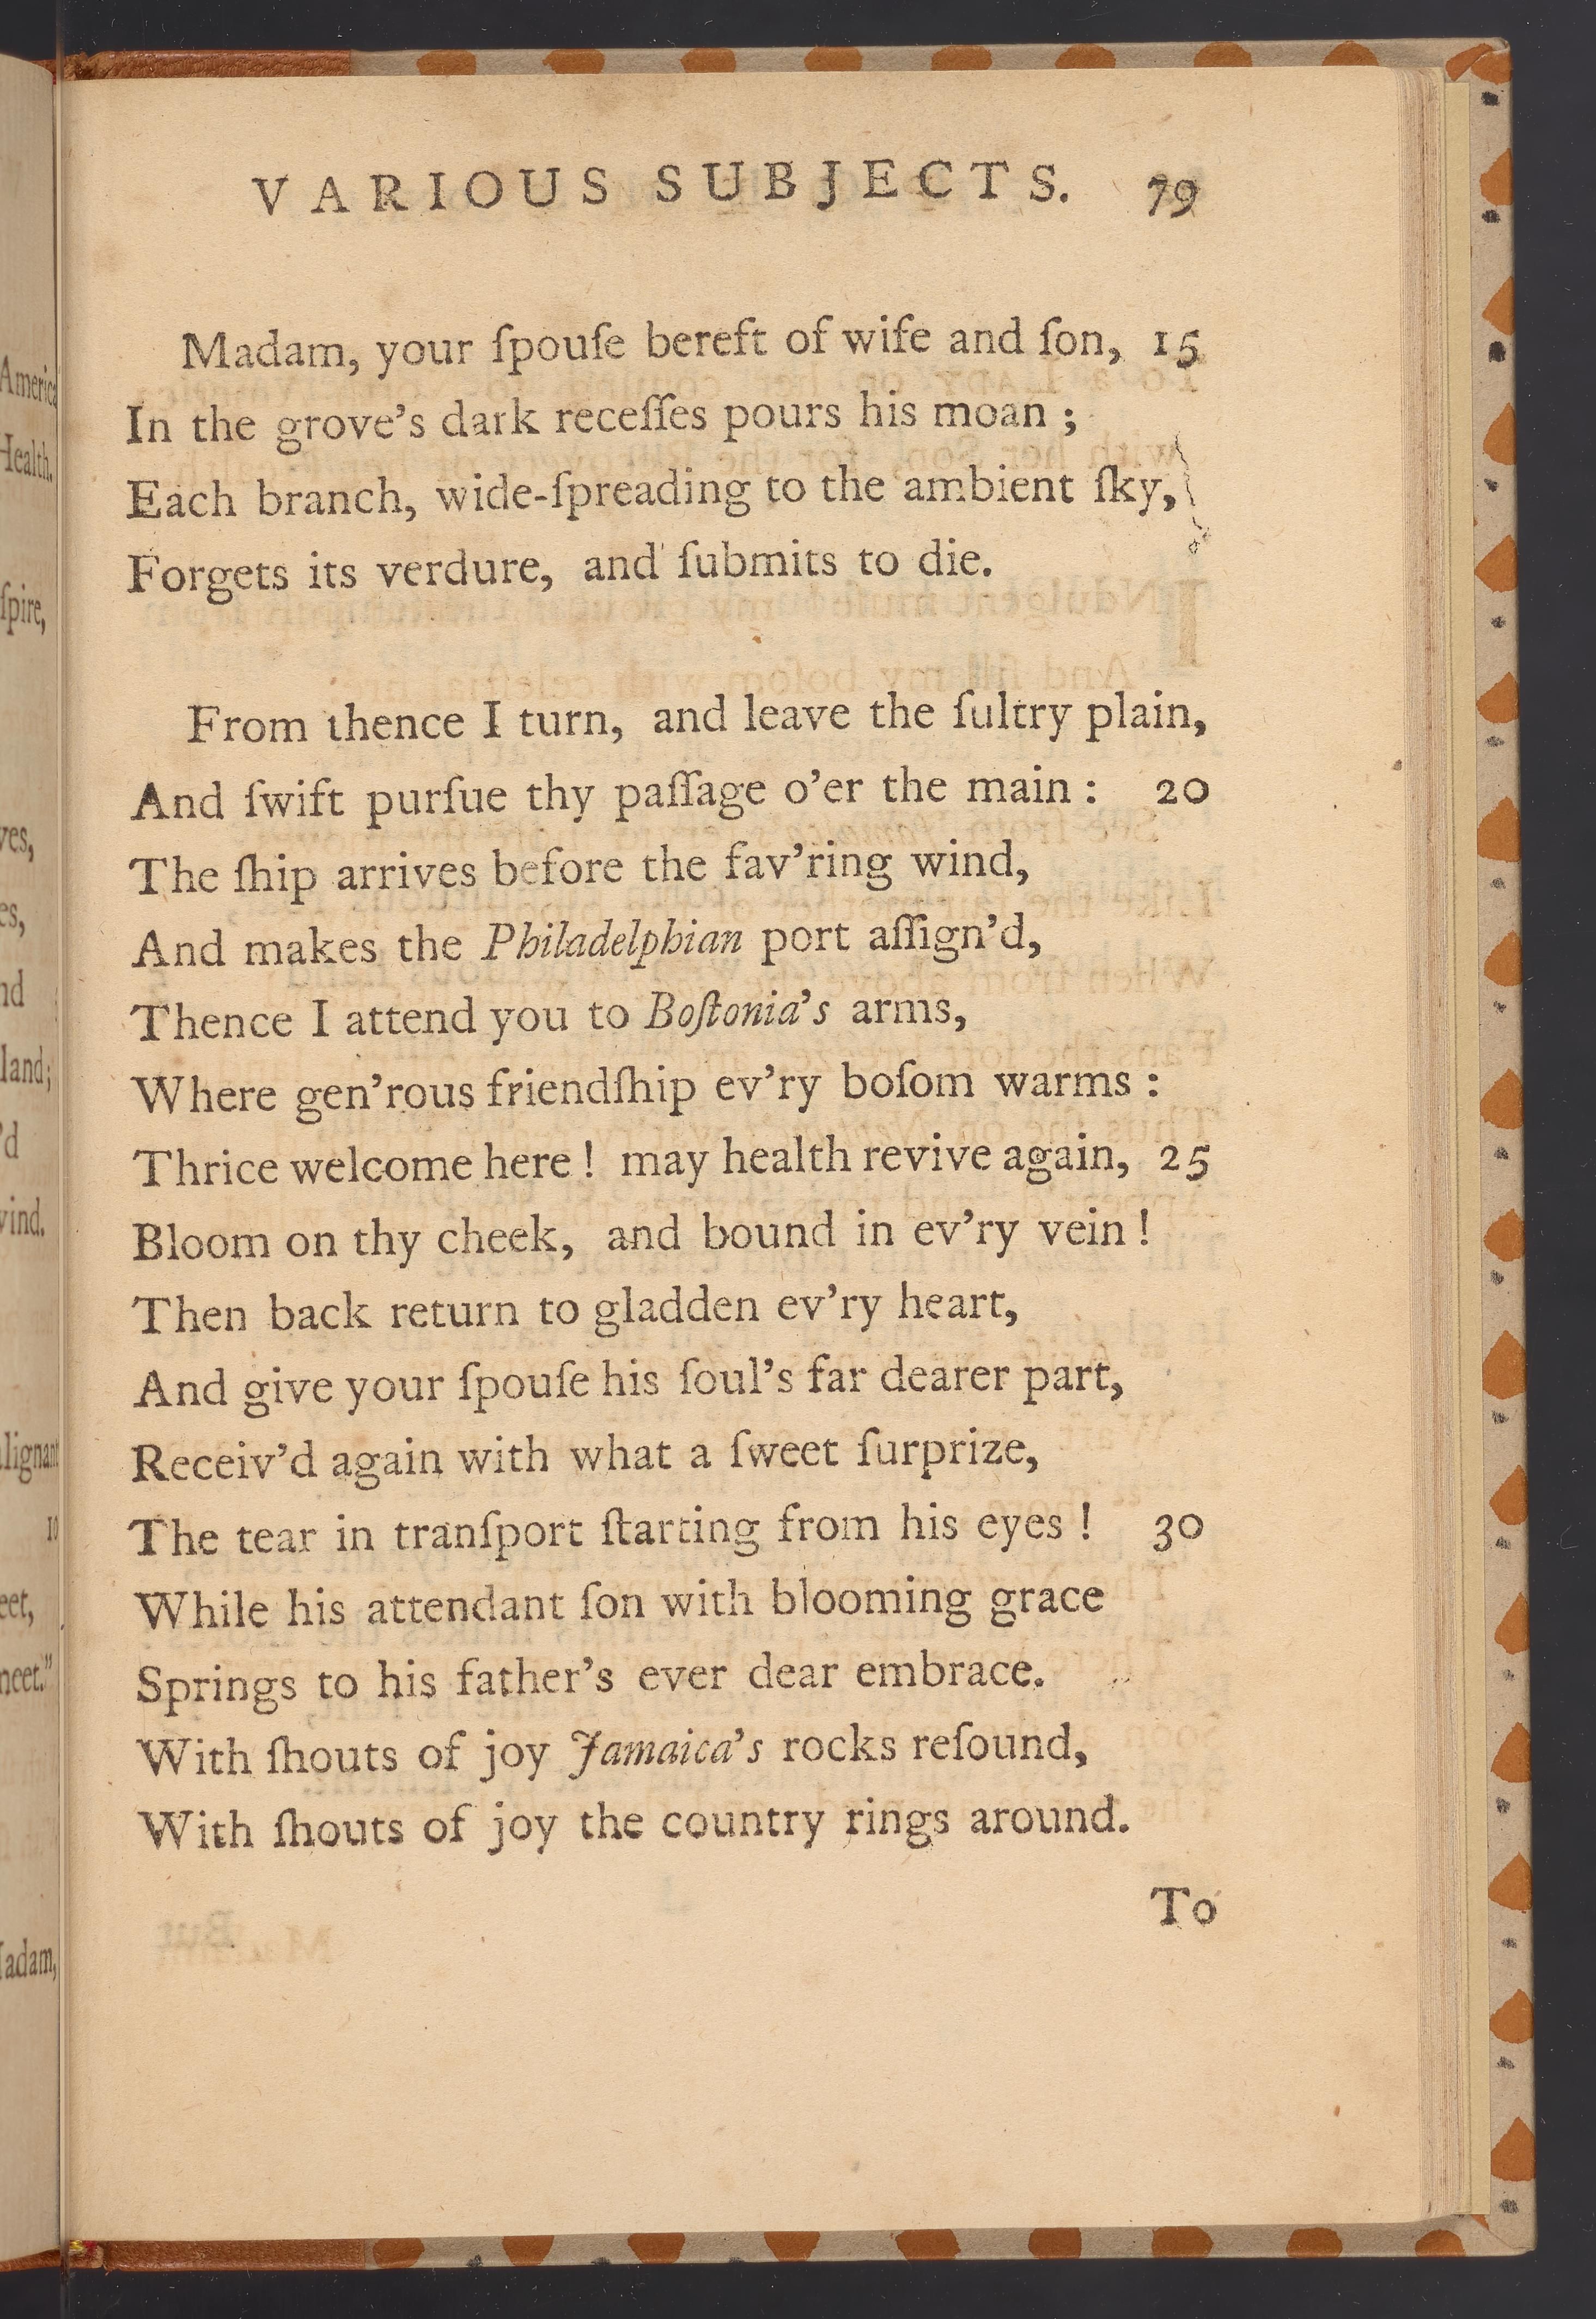 America
Health.
ſpire,
land;
'd
eet,
VARIOUS SUBJECTS. 79
Madam, your ſpouſe bereft of wife and ſon, 15
In the grove's dark receſſes pours his moan ;
Each branch, wide-ſpreading to the ambient ſky,
Forgets its verdure, and ſubmits to die.
From thence I turn, and leave the ſultry plain,
And ſwift purſue thy paſſage o'er the main : 20
The ſhip arrives before the fav'ring wind,
And makes the Philadelphian port aſſign'd,
Thence I attend you to Boſtonia's arms,
Where gen'rous friendſhip ev'ry boſom warms :
Thrice welcome here ! may health revive again, 25
Bloom on thy cheek, and bound in ev'ry vein !
Then back return to gladden ev'ry heart,
And give your ſpouſe his ſoul's far dearer part,
Receiv'd again with what a ſweet ſurprize,
The tear in tranſport ſtarting from his eyes ! 30
While his attendant ſon with blooming grace
Springs to his father's ever dear embrace.
With ſhouts of joy Jamaica's rocks reſound,
With ſhouts of joy the country rings around.
To